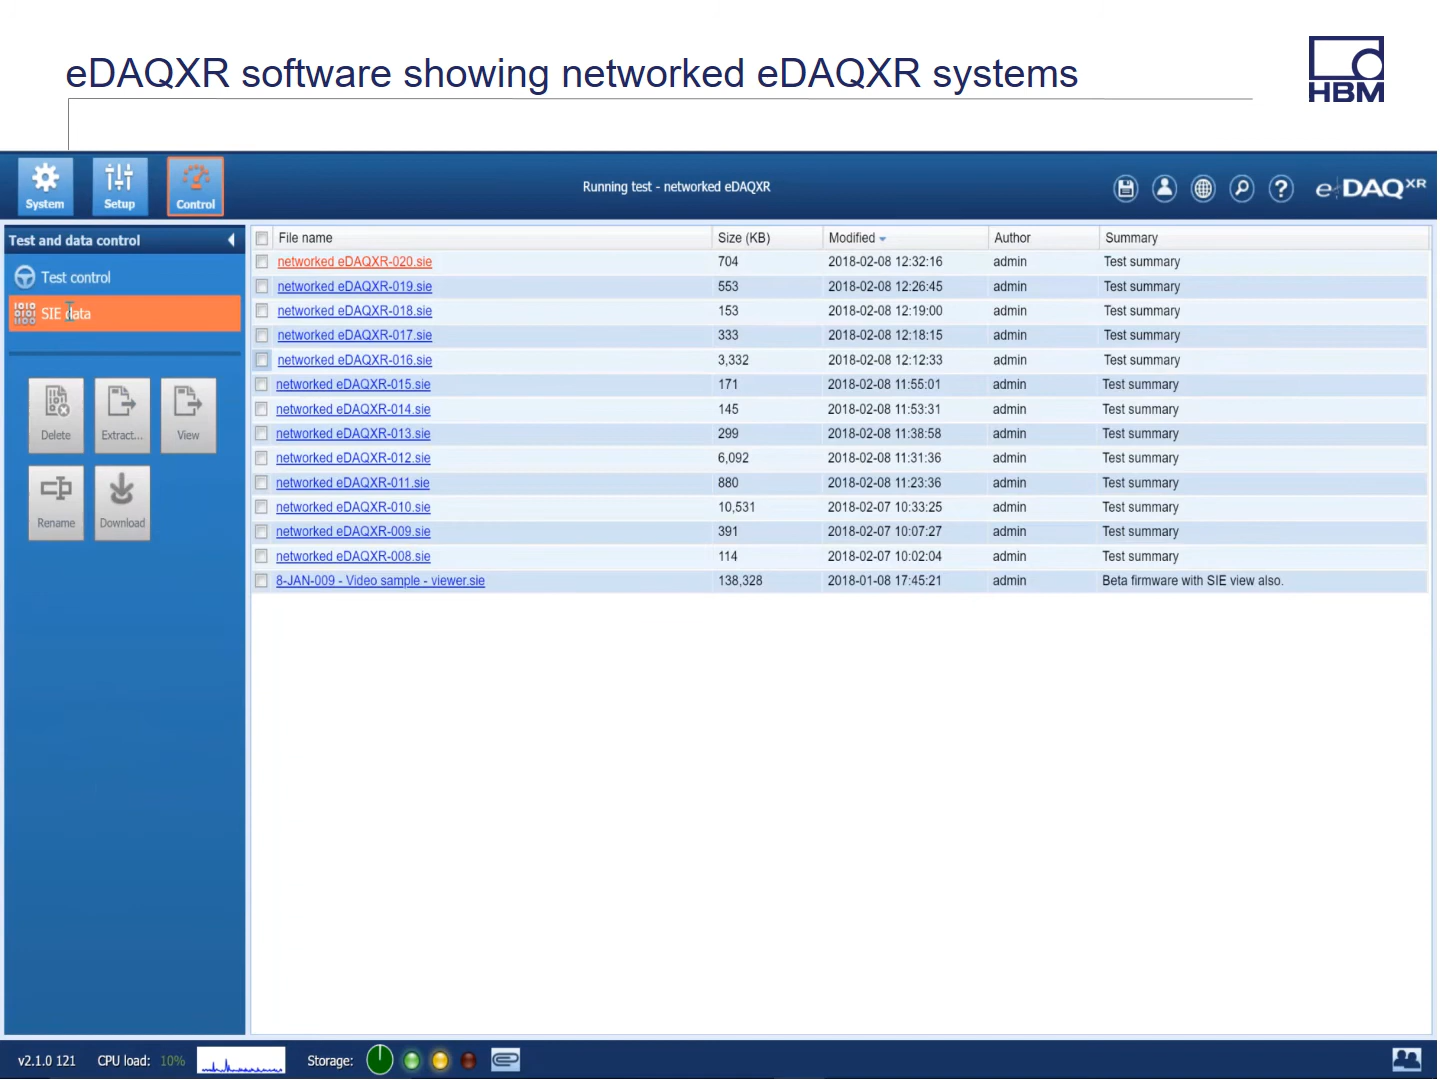 eDAQXR software showing networked eDAQXR systems
HBM
System
Setup
Control
Running test - networked eDAQXR
?
eDAQXR
Test and data control
Test control
SIE data
Delete
Extract...
View
Rename
Download
File name Size (KB) Modified Author Summary
networked eDAQXR-020.sie 704 2018-02-08 12:32:16 admin Test summary
networked eDAQXR-019.sie 553 2018-02-08 12:26:45 admin Test summary
networked eDAQXR-018.sie 153 2018-02-08 12:19:00 admin Test summary
networked eDAQXR-017.sie 333 2018-02-08 12:18:15 admin Test summary
networked eDAQXR-016.sie 3,332 2018-02-08 12:12:33 admin Test summary
networked eDAQXR-015.sie 171 2018-02-08 11:55:01 admin Test summary
networked eDAQXR-014.sie 145 2018-02-08 11:53:31 admin Test summary
networked eDAQXR-013.sie 299 2018-02-08 11:38:58 admin Test summary
networked eDAQXR-012.sie 6,092 2018-02-08 11:31:36 admin Test summary
networked eDAQXR-011.sie 880 2018-02-08 11:23:36 admin Test summary
networked eDAQXR-010.sie 10,531 2018-02-07 10:33:25 admin Test summary
networked eDAQXR-009.sie 391 2018-02-07 10:07:27 admin Test summary
networked eDAQXR-008.sie 114 2018-02-07 10:02:04 admin Test summary
8-JAN-009 - Video sample - viewer.sie 138,328 2018-01-08 17:45:21 admin Beta firmware with SIE view also.
v2.1.0 121 CPU load: 10% Storage: